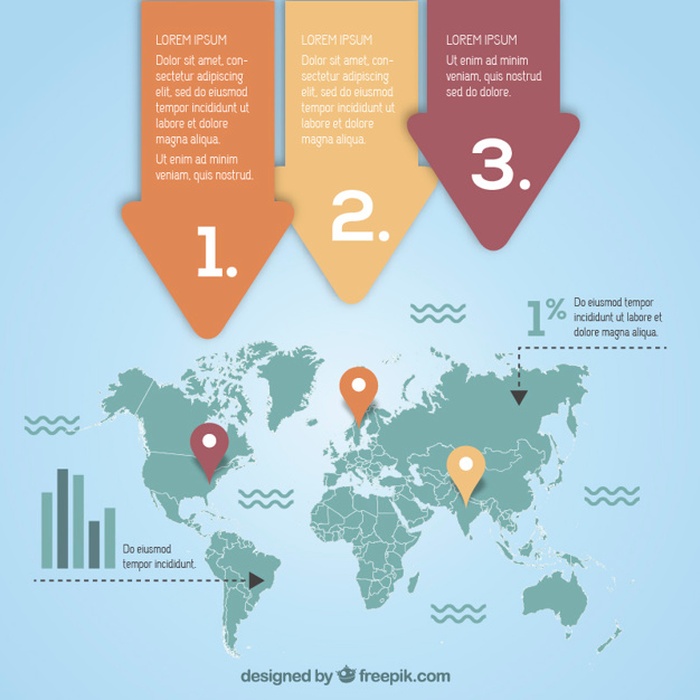 LOREM IPSUM
Dolor sit amet, con-
sectetur adipiscing
elit, sed do eiusmod
tempor incididunt ut
labore et dolore
magna aliqua.
Ut enim ad minim
veniam, quis nostrud.
1.
LOREM IPSUM
Dolor sit amet, con-
sectetur adipiscing
elit, sed do eiusmod
tempor incididunt ut
labore et dolore
magna aliqua.
2.
LOREM IPSUM
Ut enim ad minim
veniam, quis nostrud
sed do dolore.
3.
1%
Do eiusmod tempor
incididunt ut labore et
dolore magna aliqua.
Do eiusmod
tempor incididunt.
designed by freepik.com